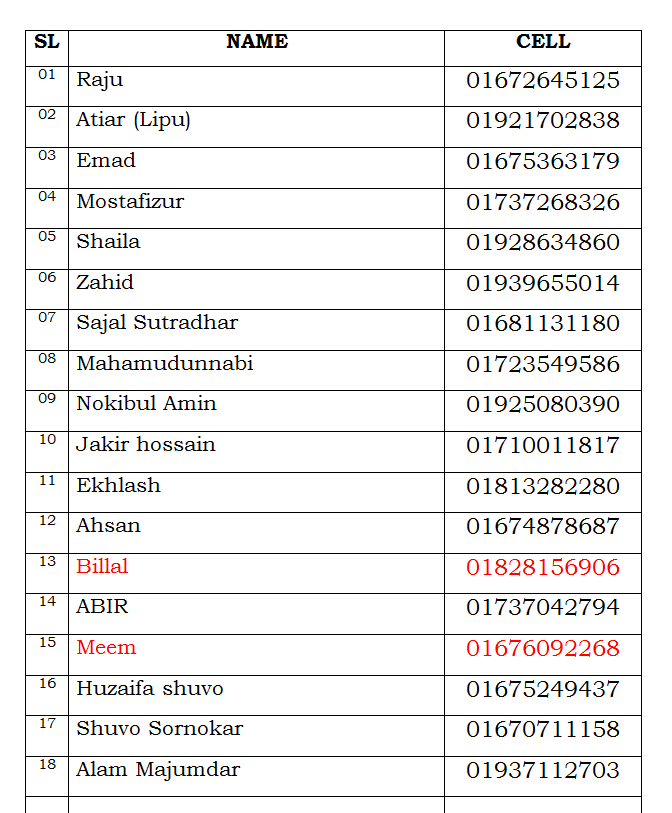 SL NAME CELL
01 Raju 01672645125
02 Atiar (Lipu) 01921702838
03 Emad 01675363179
04 Mostafizur 01737268326
05 Shaila 01928634860
06 Zahid 01939655014
07 Sajal Sutradhar 01681131180
08 Mahamudunnabi 01723549586
09 Nokibul Amin 01925080390
10 Jakir hossain 01710011817
11 Ekhlash 01813282280
12 Ahsan 01674878687
13 Billal 01828156906
14 ABIR 01737042794
15 Meem 01676092268
16 Huzaifa shuvo 01675249437
17 Shuvo Sornokar 01670711158
18 Alam Majumdar 01937112703